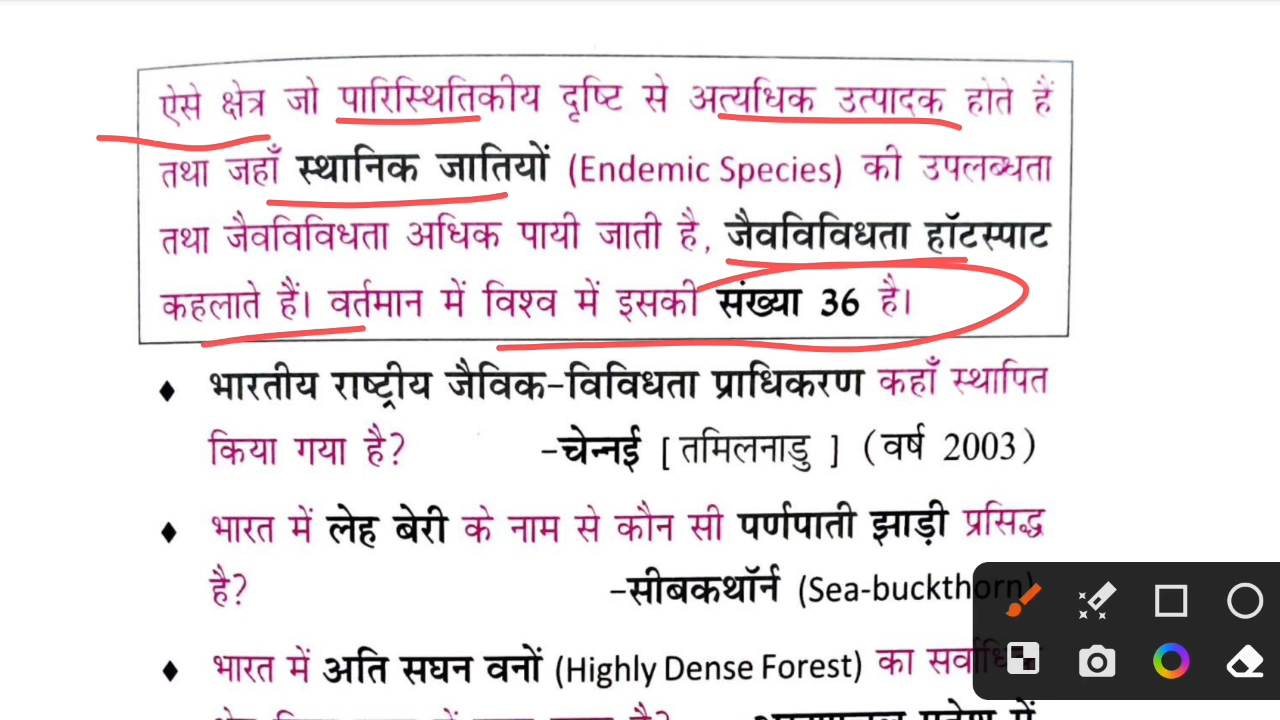 ऐसे क्षेत्र जो पारिस्थितिकीय दृष्टि से अत्यधिक उत्पादक होते हैं
तथा जहाँ स्थानिक जातियों (Endemic Species) की उपलब्धता
तथा जैवविविधता अधिक पायी जाती है, जैवविविधता हॉटस्पाट
कहलाते हैं। वर्तमान में विश्व में इसकी संख्या 36 है।
♦ भारतीय राष्ट्रीय जैविक-विविधता प्राधिकरण कहाँ स्थापित
किया गया है? -चेन्नई [तमिलनाडु] (वर्ष 2003)
♦ भारत में लेह बेरी के नाम से कौन सी पर्णपाती झाड़ी प्रसिद्ध
है? -सीबकथॉर्न (Sea-buckthorn)
♦ भारत में अति सघन वनों (Highly Dense Forest) का